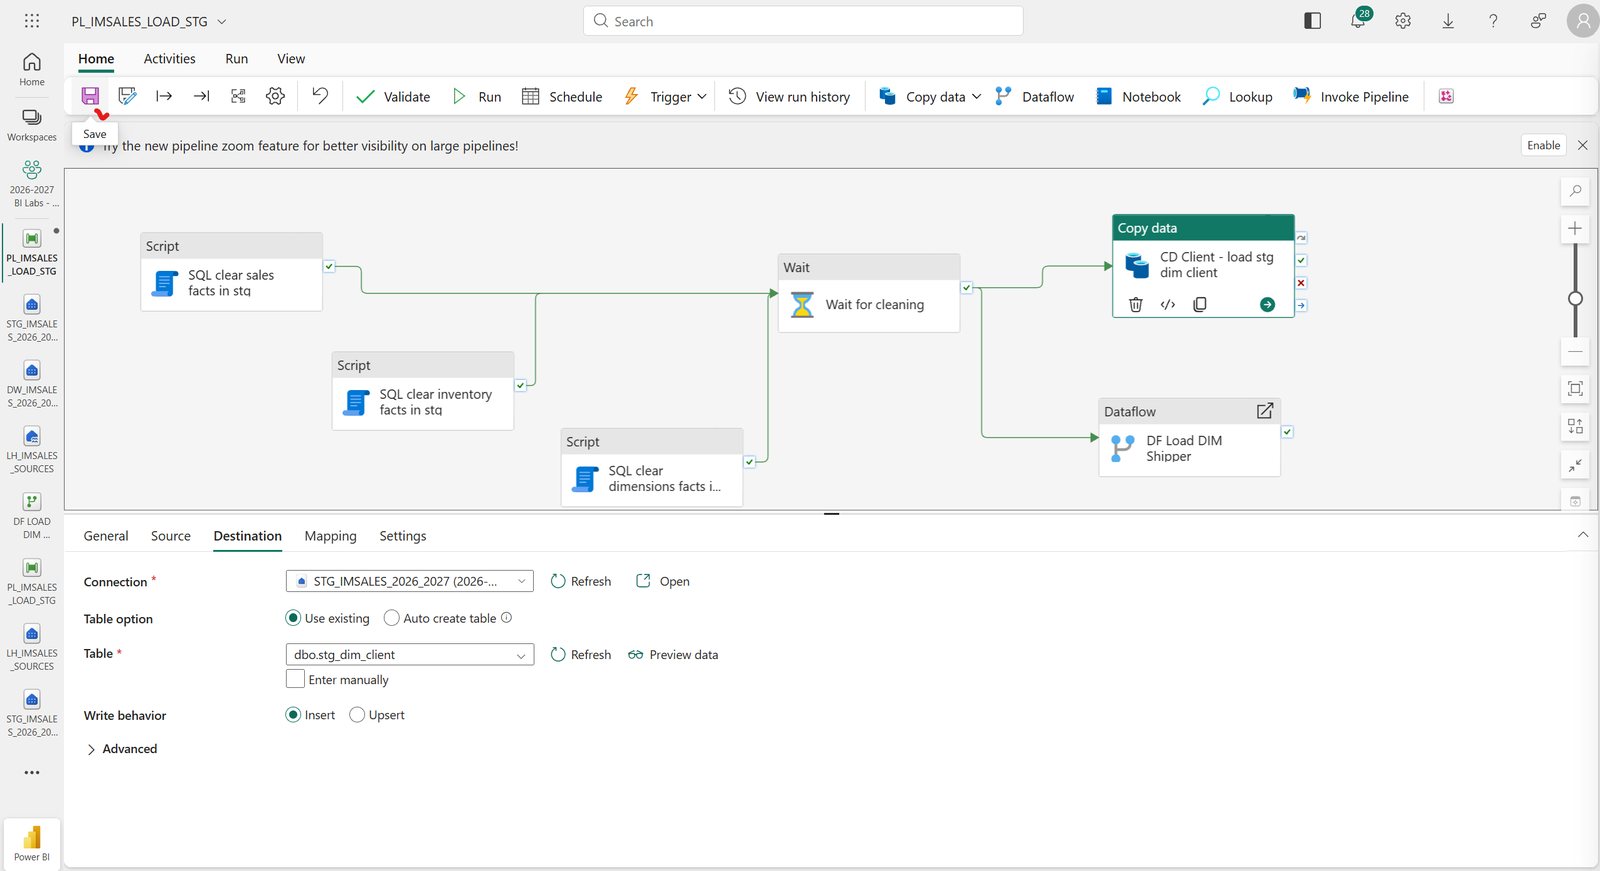 PL_IMSALES_LOAD_STG
Search
28
Home
Activities
Run
View
Validate
Run
Schedule
Trigger
View run history
Copy data
Dataflow
Notebook
Lookup
Invoke Pipeline
Save
Try the new pipeline zoom feature for better visibility on large pipelines!
Enable
Home
Workspaces
2026-2027
BI Labs - ...
PL_IMSALES
_LOAD_STG
STG_IMSALE
S_2026_20...
DW_IMSALE
S_2026_20...
LH_IMSALES
_SOURCES
DF LOAD
DIM ...
PL_IMSALES
_LOAD_STG
LH_IMSALES
_SOURCES
STG_IMSALE
S_2026_20...
Power BI
Script
SQL clear sales
facts in stg
Script
SQL clear inventory
facts in stg
Script
SQL clear
dimensions facts i...
Wait
Wait for cleaning
Copy data
CD Client - load stg
dim client
Dataflow
DF Load DIM
Shipper
General
Source
Destination
Mapping
Settings
Connection *
STG_IMSALES_2026_2027 (2026-...
Refresh
Open
Table option
Use existing
Auto create table
Table *
dbo.stg_dim_client
Refresh
Preview data
Enter manually
Write behavior
Insert
Upsert
Advanced